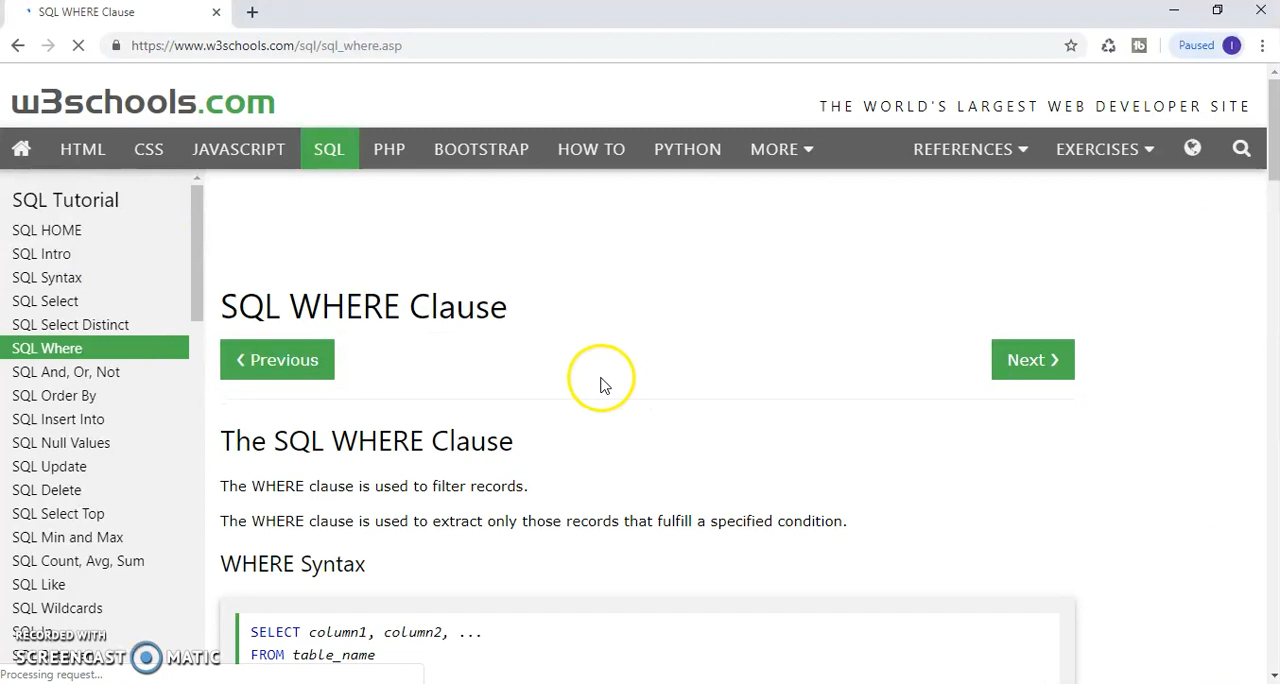 SQL WHERE Clause
https://www.w3schools.com/sql/sql_where.asp
Paused I
w3schools.com
THE WORLD'S LARGEST WEB DEVELOPER SITE
HTML CSS JAVASCRIPT SQL PHP BOOTSTRAP HOW TO PYTHON MORE REFERENCES EXERCISES
SQL Tutorial
SQL HOME
SQL Intro
SQL Syntax
SQL Select
SQL Select Distinct
SQL Where
SQL And, Or, Not
SQL Order By
SQL Insert Into
SQL Null Values
SQL Update
SQL Delete
SQL Select Top
SQL Min and Max
SQL Count, Avg, Sum
SQL Like
SQL Wildcards
SQL WHERE Clause
❮ Previous
Next ❯
The SQL WHERE Clause
The WHERE clause is used to filter records.
The WHERE clause is used to extract only those records that fulfill a specified condition.
WHERE Syntax
SELECT column1, column2, ...
FROM table_name
RECORDED WITH
SCREENCAST MATIC
Processing request...